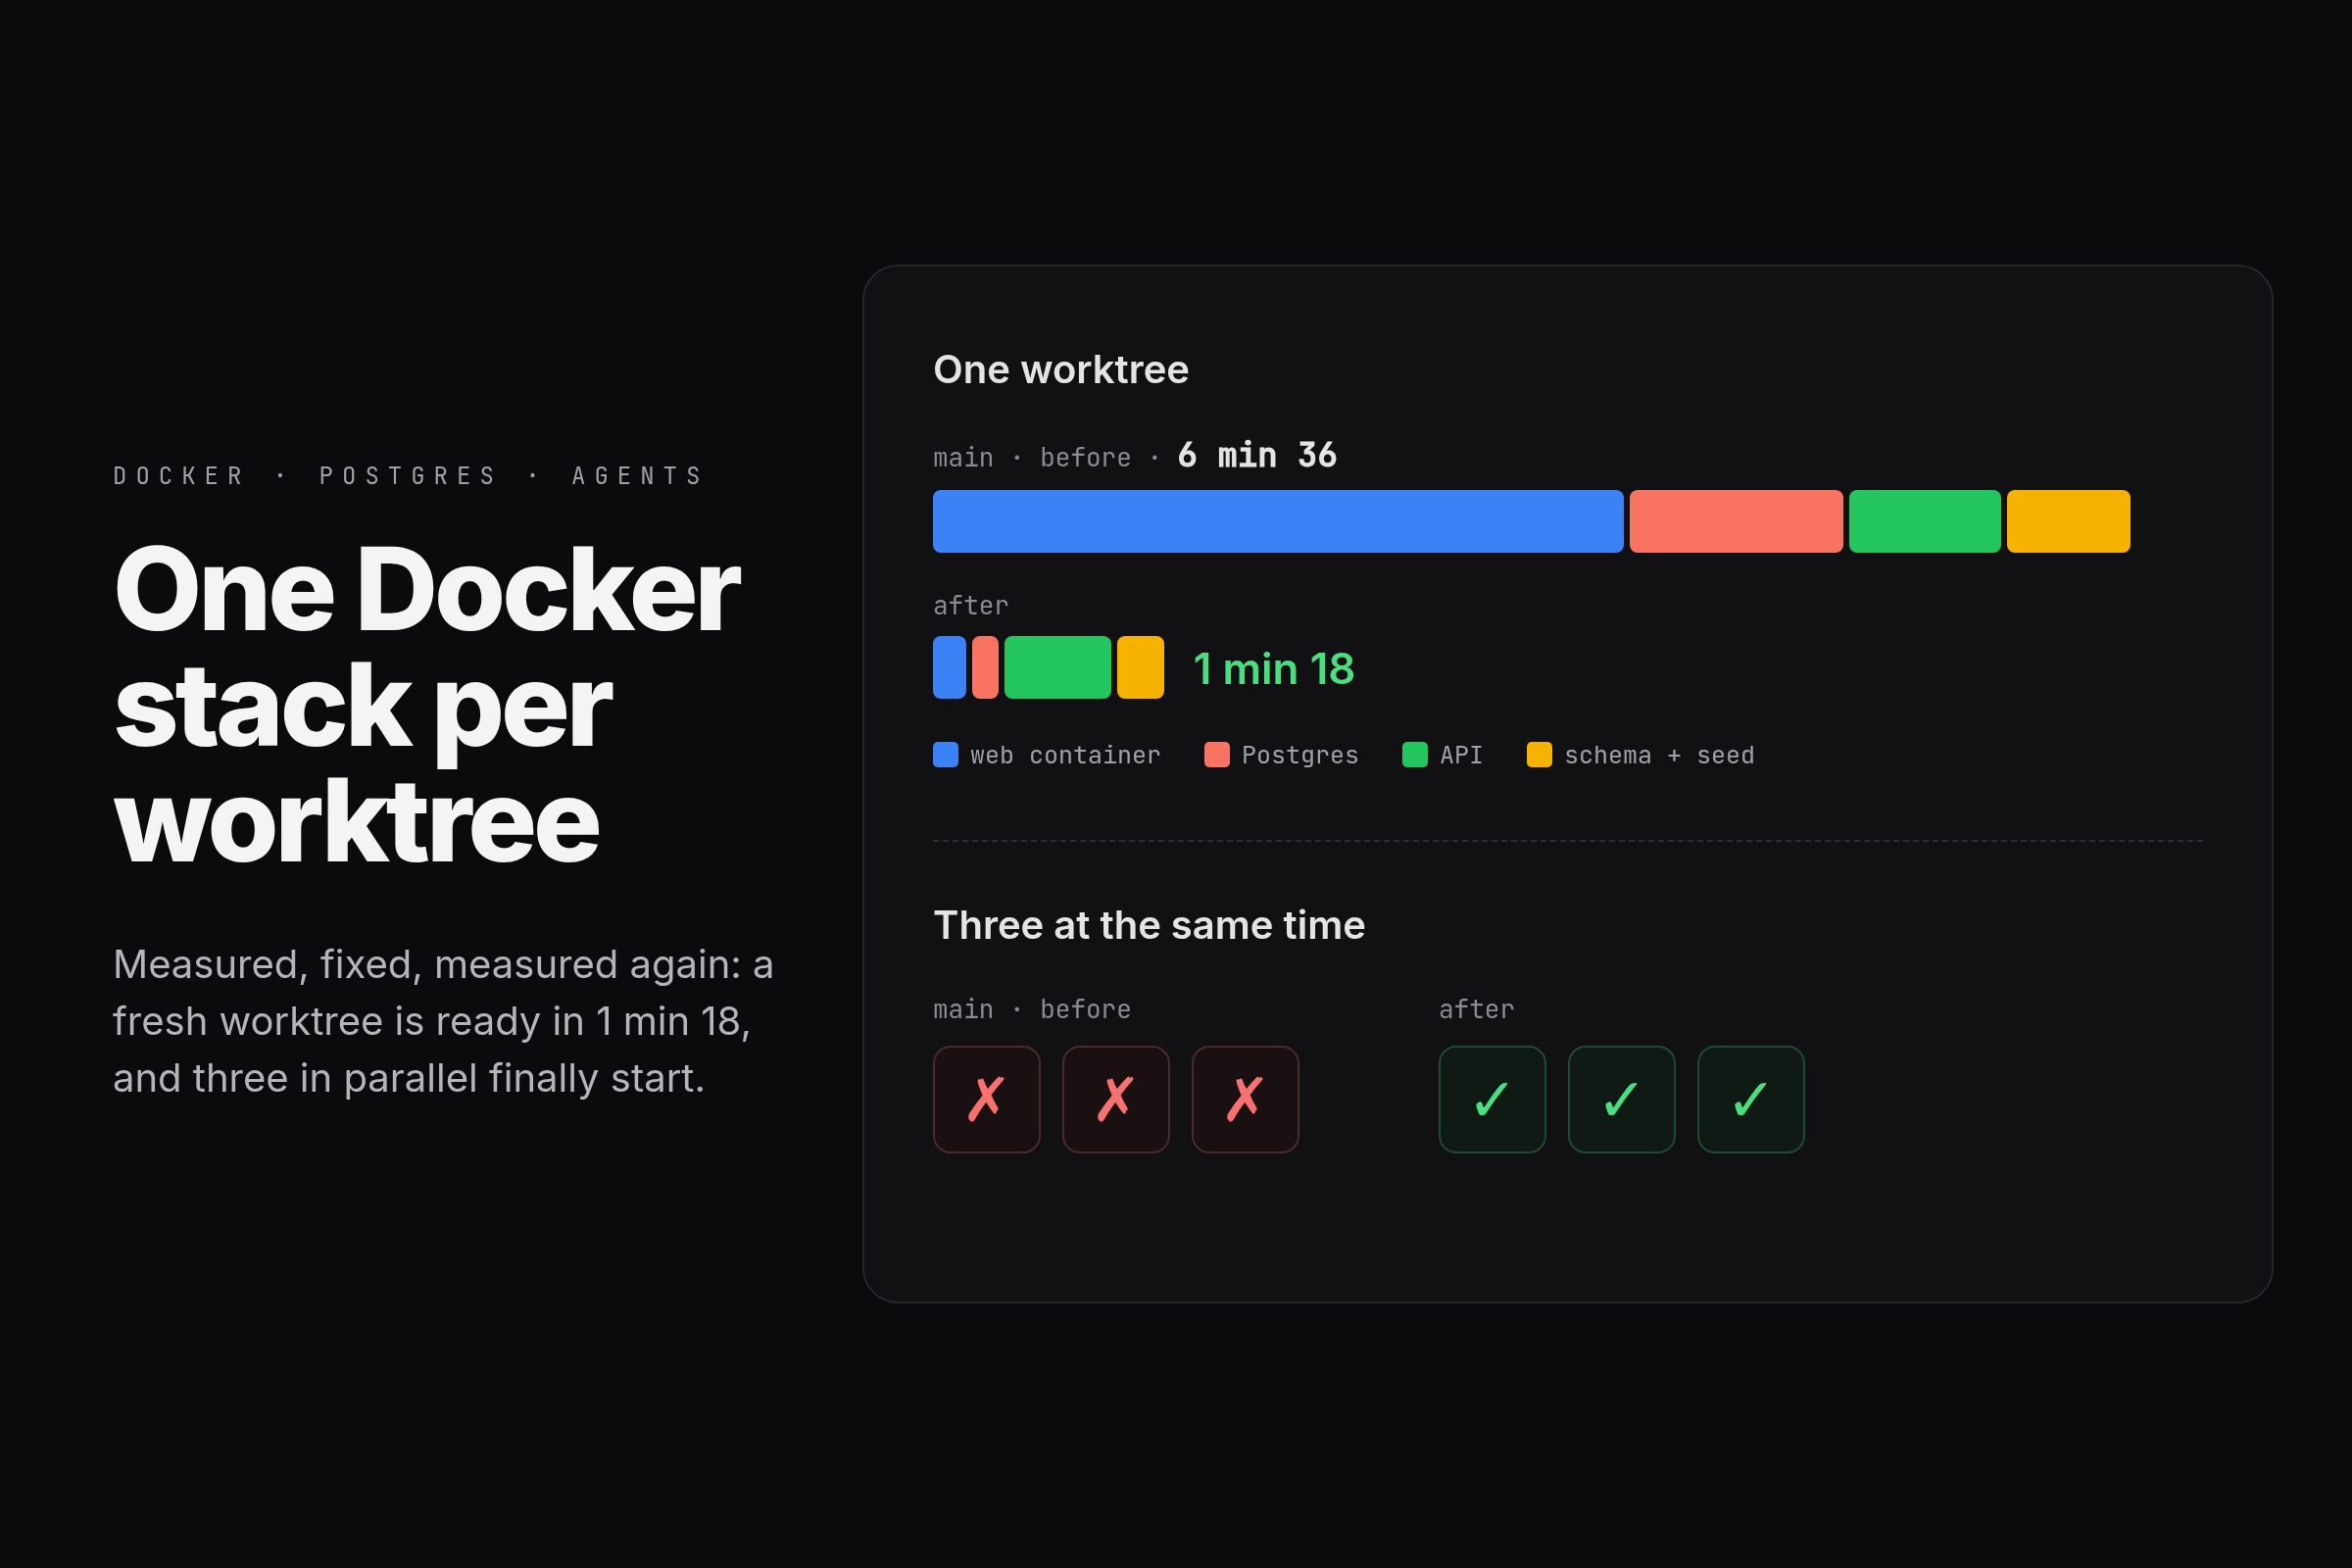 DOCKER · POSTGRES · AGENTS
One Docker
stack per
worktree
Measured, fixed, measured again: a
fresh worktree is ready in 1 min 18,
and three in parallel finally start.
One worktree
main · before · 6 min 36
after
1 min 18
web container Postgres API schema + seed
Three at the same time
main · before after
✗ ✗ ✗ ✓ ✓ ✓